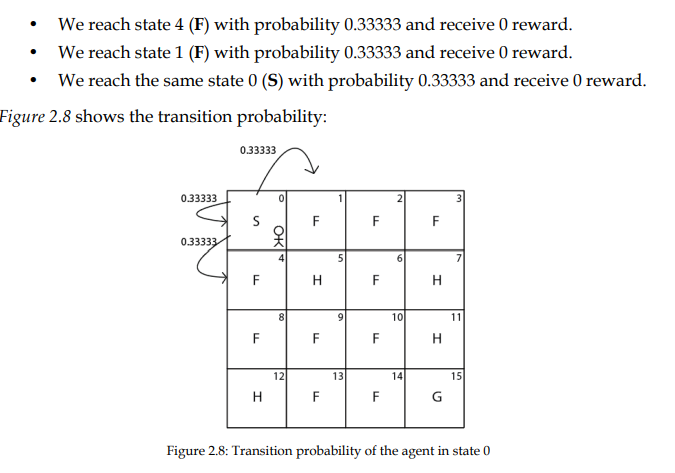 • We reach state 4 (F) with probability 0.33333 and receive 0 reward.
• We reach state 1 (F) with probability 0.33333 and receive 0 reward.
• We reach the same state 0 (S) with probability 0.33333 and receive 0 reward.
Figure 2.8 shows the transition probability:
0.33333
0.33333
0 1 2 3
S F F F
0.33333
4 5 6 7
F H F H
8 9 10 11
F F F H
12 13 14 15
H F F G
Figure 2.8: Transition probability of the agent in state 0